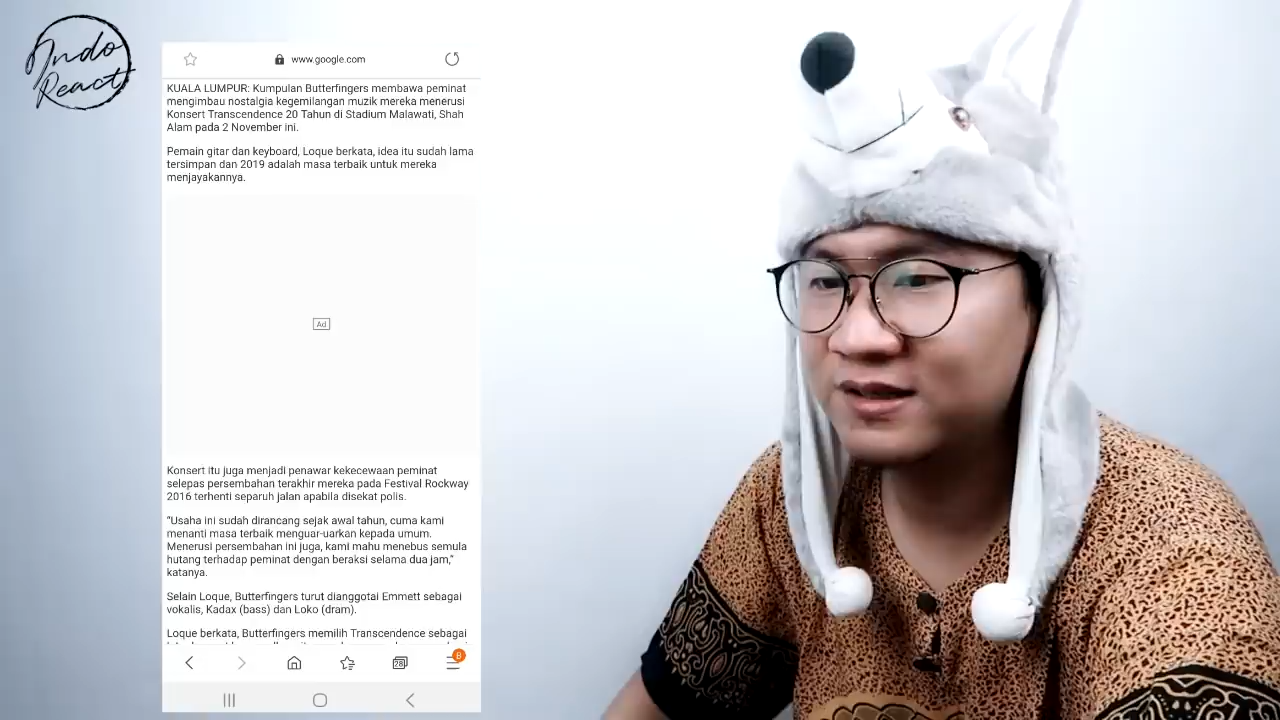 Indo
React
www.google.com
KUALA LUMPUR: Kumpulan Butterfingers membawa peminat
mengimbau nostalgia kegemilangan muzik mereka menerusi
Konsert Transcendence 20 Tahun di Stadium Malawati, Shah
Alam pada 2 November ini.
Pemain gitar dan keyboard, Loque berkata, idea itu sudah lama
tersimpan dan 2019 adalah masa terbaik untuk mereka
menjayakannya.
Ad
Konsert itu juga menjadi penawar kekecewaan peminat
selepas persembahan terakhir mereka pada Festival Rockway
2016 terhenti separuh jalan apabila disekat polis.
“Usaha ini sudah dirancang sejak awal tahun, cuma kami
menanti masa terbaik menguar-uarkan kepada umum.
Menerusi persembahan ini juga, kami mahu menebus semula
hutang terhadap peminat dengan beraksi selama dua jam,”
katanya.
Selain Loque, Butterfingers turut dianggotai Emmett sebagai
vokalis, Kadax (bass) dan Loko (dram).
Loque berkata, Butterfingers memilih Transcendence sebagai
28
8